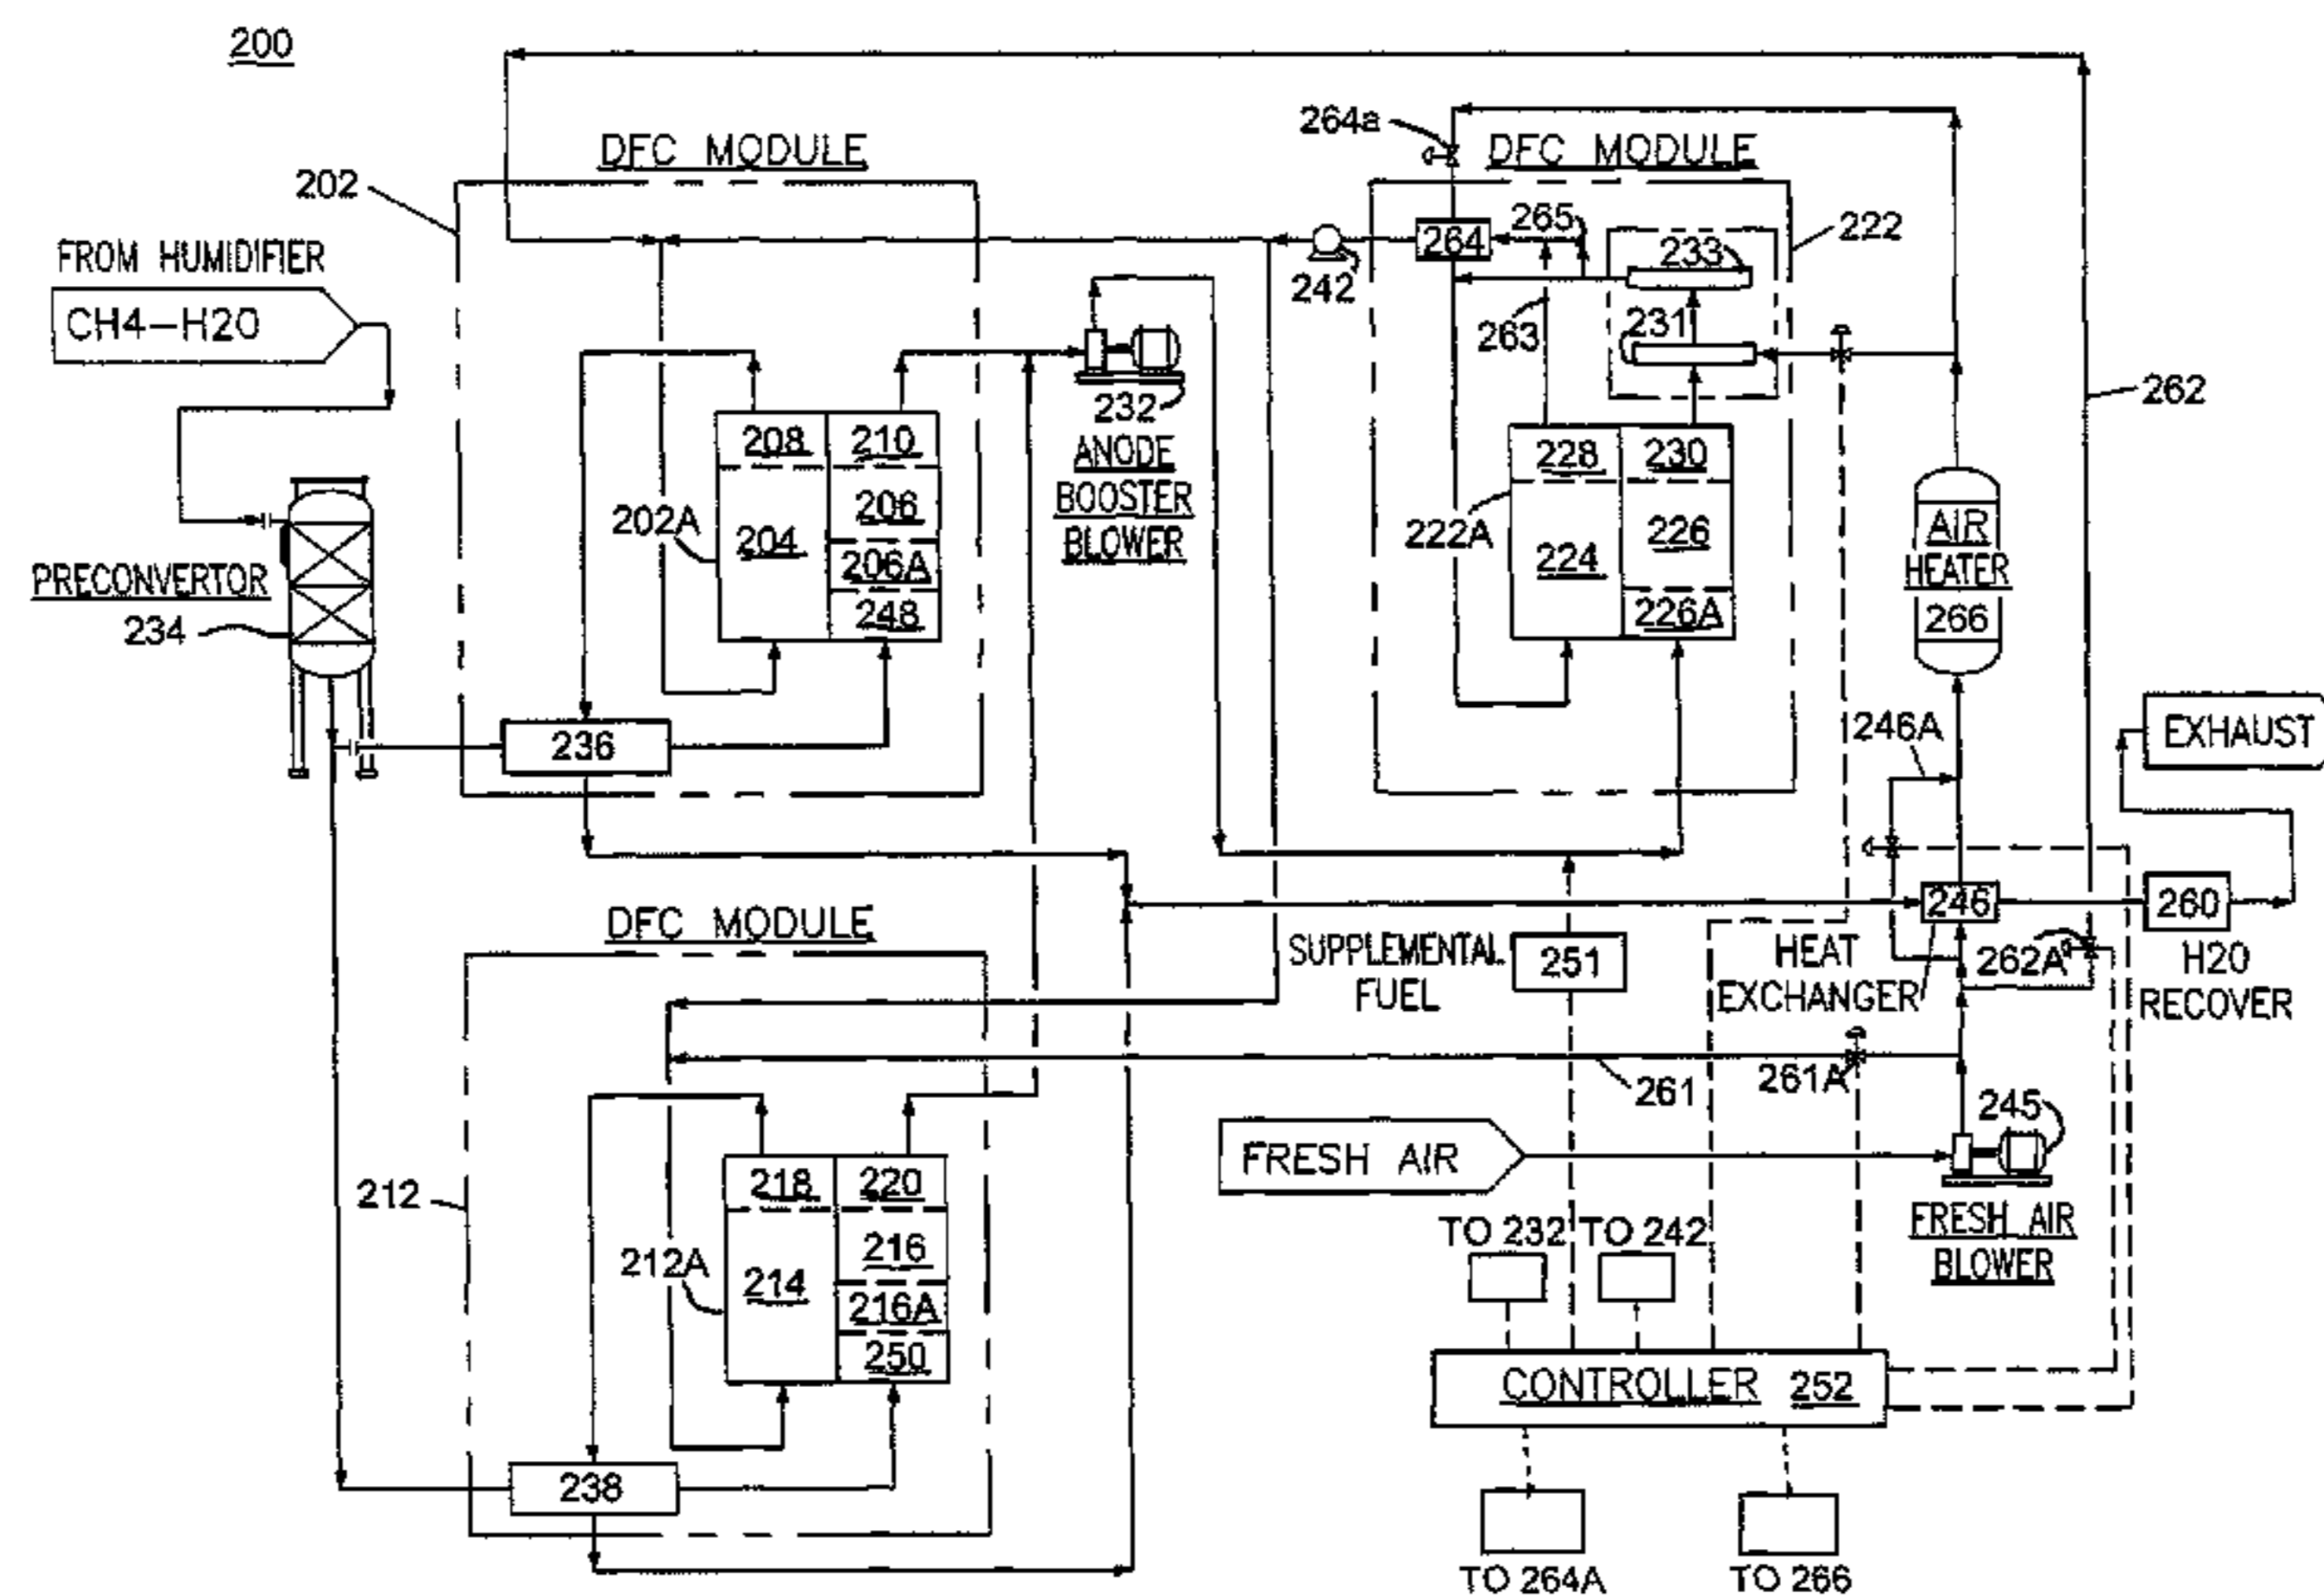 200
264a
DFC MODULE
DFC MODULE
202
265
222
264
233
FROM HUMIDIFIER
242
CH4-H20
263
231
232
262
208
210
ANODE
228
230
BOOSTER
202A
206
BLOWER
222A
AIR
204
226
HEATER
PRECONVERTOR
206A
224
234
248
226A
266
246A
EXHAUST
236
246
260
DFC MODULE
SUPPLEMENTAL
251
HEAT
262A
H20
FUEL
EXCHANGER
RECOVER
261
261A
245
FRESH AIR
218
220
212
TO 232
TO 242
FRESH AIR
216
BLOWER
212A
214
216A
250
CONTROLLER 252
238
TO 264A
TO 266